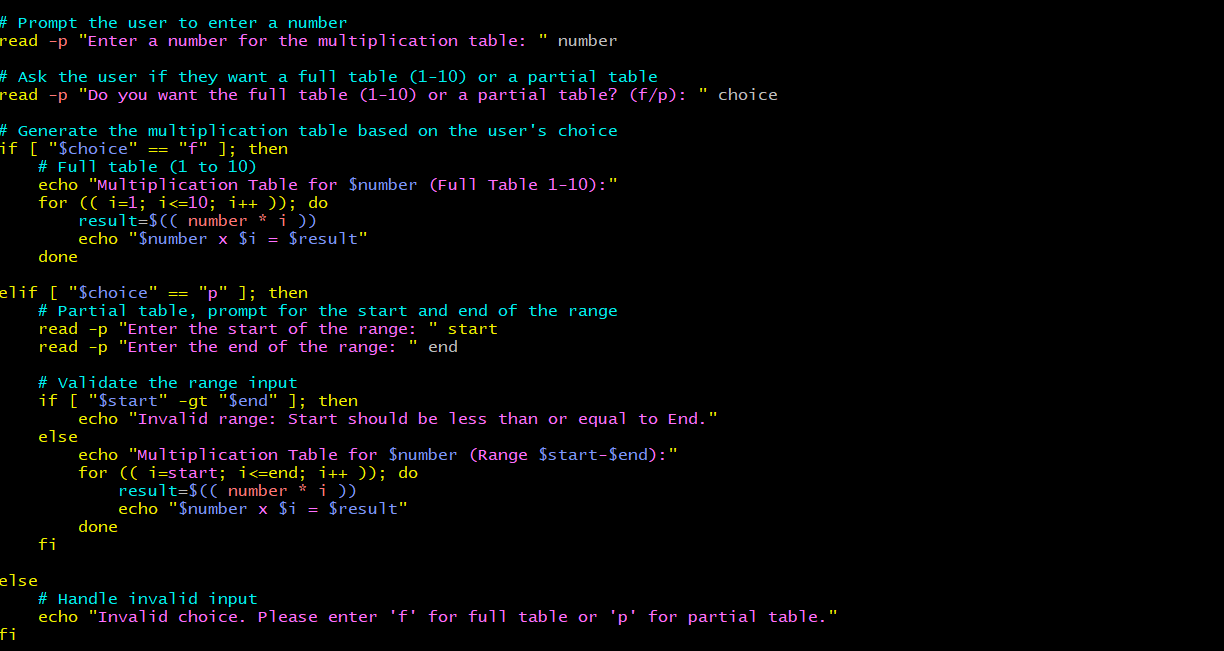 # Prompt the user to enter a number
read -p "Enter a number for the multiplication table: " number

# Ask the user if they want a full table (1-10) or a partial table
read -p "Do you want the full table (1-10) or a partial table? (f/p): " choice

# Generate the multiplication table based on the user's choice
if [ "$choice" == "f" ]; then
    # Full table (1 to 10)
    echo "Multiplication Table for $number (Full Table 1-10):"
    for (( i=1; i<=10; i++ )); do
        result=$(( number * i ))
        echo "$number x $i = $result"
    done

elif [ "$choice" == "p" ]; then
    # Partial table, prompt for the start and end of the range
    read -p "Enter the start of the range: " start
    read -p "Enter the end of the range: " end

    # Validate the range input
    if [ "$start" -gt "$end" ]; then
        echo "Invalid range: Start should be less than or equal to End."
    else
        echo "Multiplication Table for $number (Range $start-$end):"
        for (( i=start; i<=end; i++ )); do
            result=$(( number * i ))
            echo "$number x $i = $result"
        done
    fi

else
    # Handle invalid input
    echo "Invalid choice. Please enter 'f' for full table or 'p' for partial table."
fi